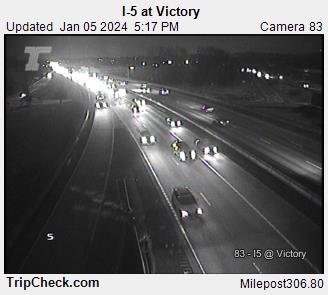 I-5 at Victory
Updated Jan 05 2024 5:17 PM Camera 83
S
83 - I5 @ Victory
TripCheck.com Milepost306.80